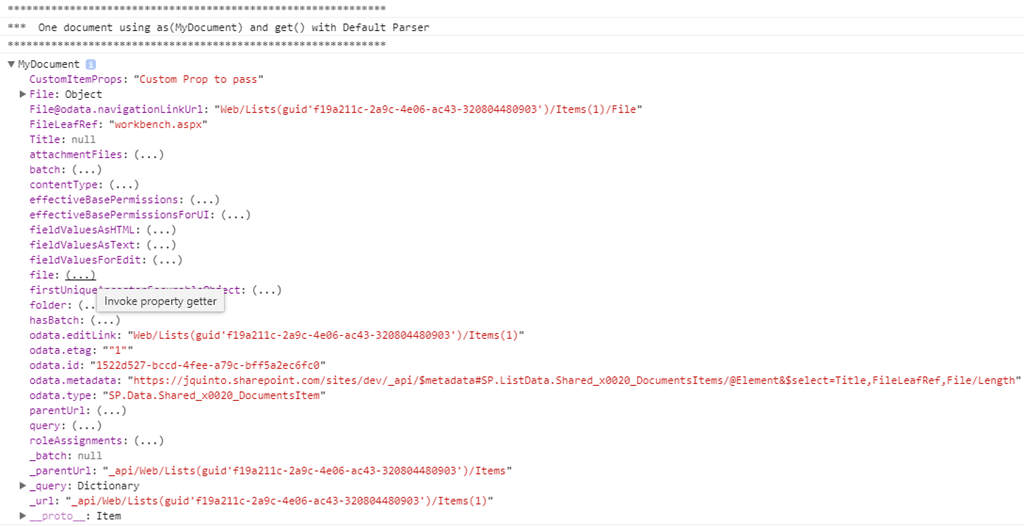 *************************************************************
***  One document using as(MyDocument) and get() with Default Parser
*************************************************************
▼MyDocument i
CustomItemProps: "Custom Prop to pass"
▶File: Object
File@odata.navigationLinkUrl: "Web/Lists(guid'f19a211c-2a9c-4e06-ac43-320804480903')/Items(1)/File"
FileLeafRef: "workbench.aspx"
Title: null
attachmentFiles: (...)
batch: (...)
contentType: (...)
effectiveBasePermissions: (...)
effectiveBasePermissionsForUI: (...)
fieldValuesAsHTML: (...)
fieldValuesAsText: (...)
fieldValuesForEdit: (...)
file: (...)
firstUniqueAncestorSecurableObject: (...)
Invoke property getter
folder: (..
hasBatch: (...)
odata.editLink: "Web/Lists(guid'f19a211c-2a9c-4e06-ac43-320804480903')/Items(1)"
odata.etag: ""1""
odata.id: "1522d527-bccd-4fee-a79c-bff5a2ec6fc0"
odata.metadata: "https://jquinto.sharepoint.com/sites/dev/_api/$metadata#SP.ListData.Shared_x0020_DocumentsItems/@Element&$select=Title,FileLeafRef,File/Length"
odata.type: "SP.Data.Shared_x0020_DocumentsItem"
parentUrl: (...)
query: (...)
roleAssignments: (...)
_batch: null
_parentUrl: "_api/Web/Lists(guid'f19a211c-2a9c-4e06-ac43-320804480903')/Items"
▶_query: Dictionary
_url: "_api/Web/Lists(guid'f19a211c-2a9c-4e06-ac43-320804480903')/Items(1)"
▶__proto__: Item